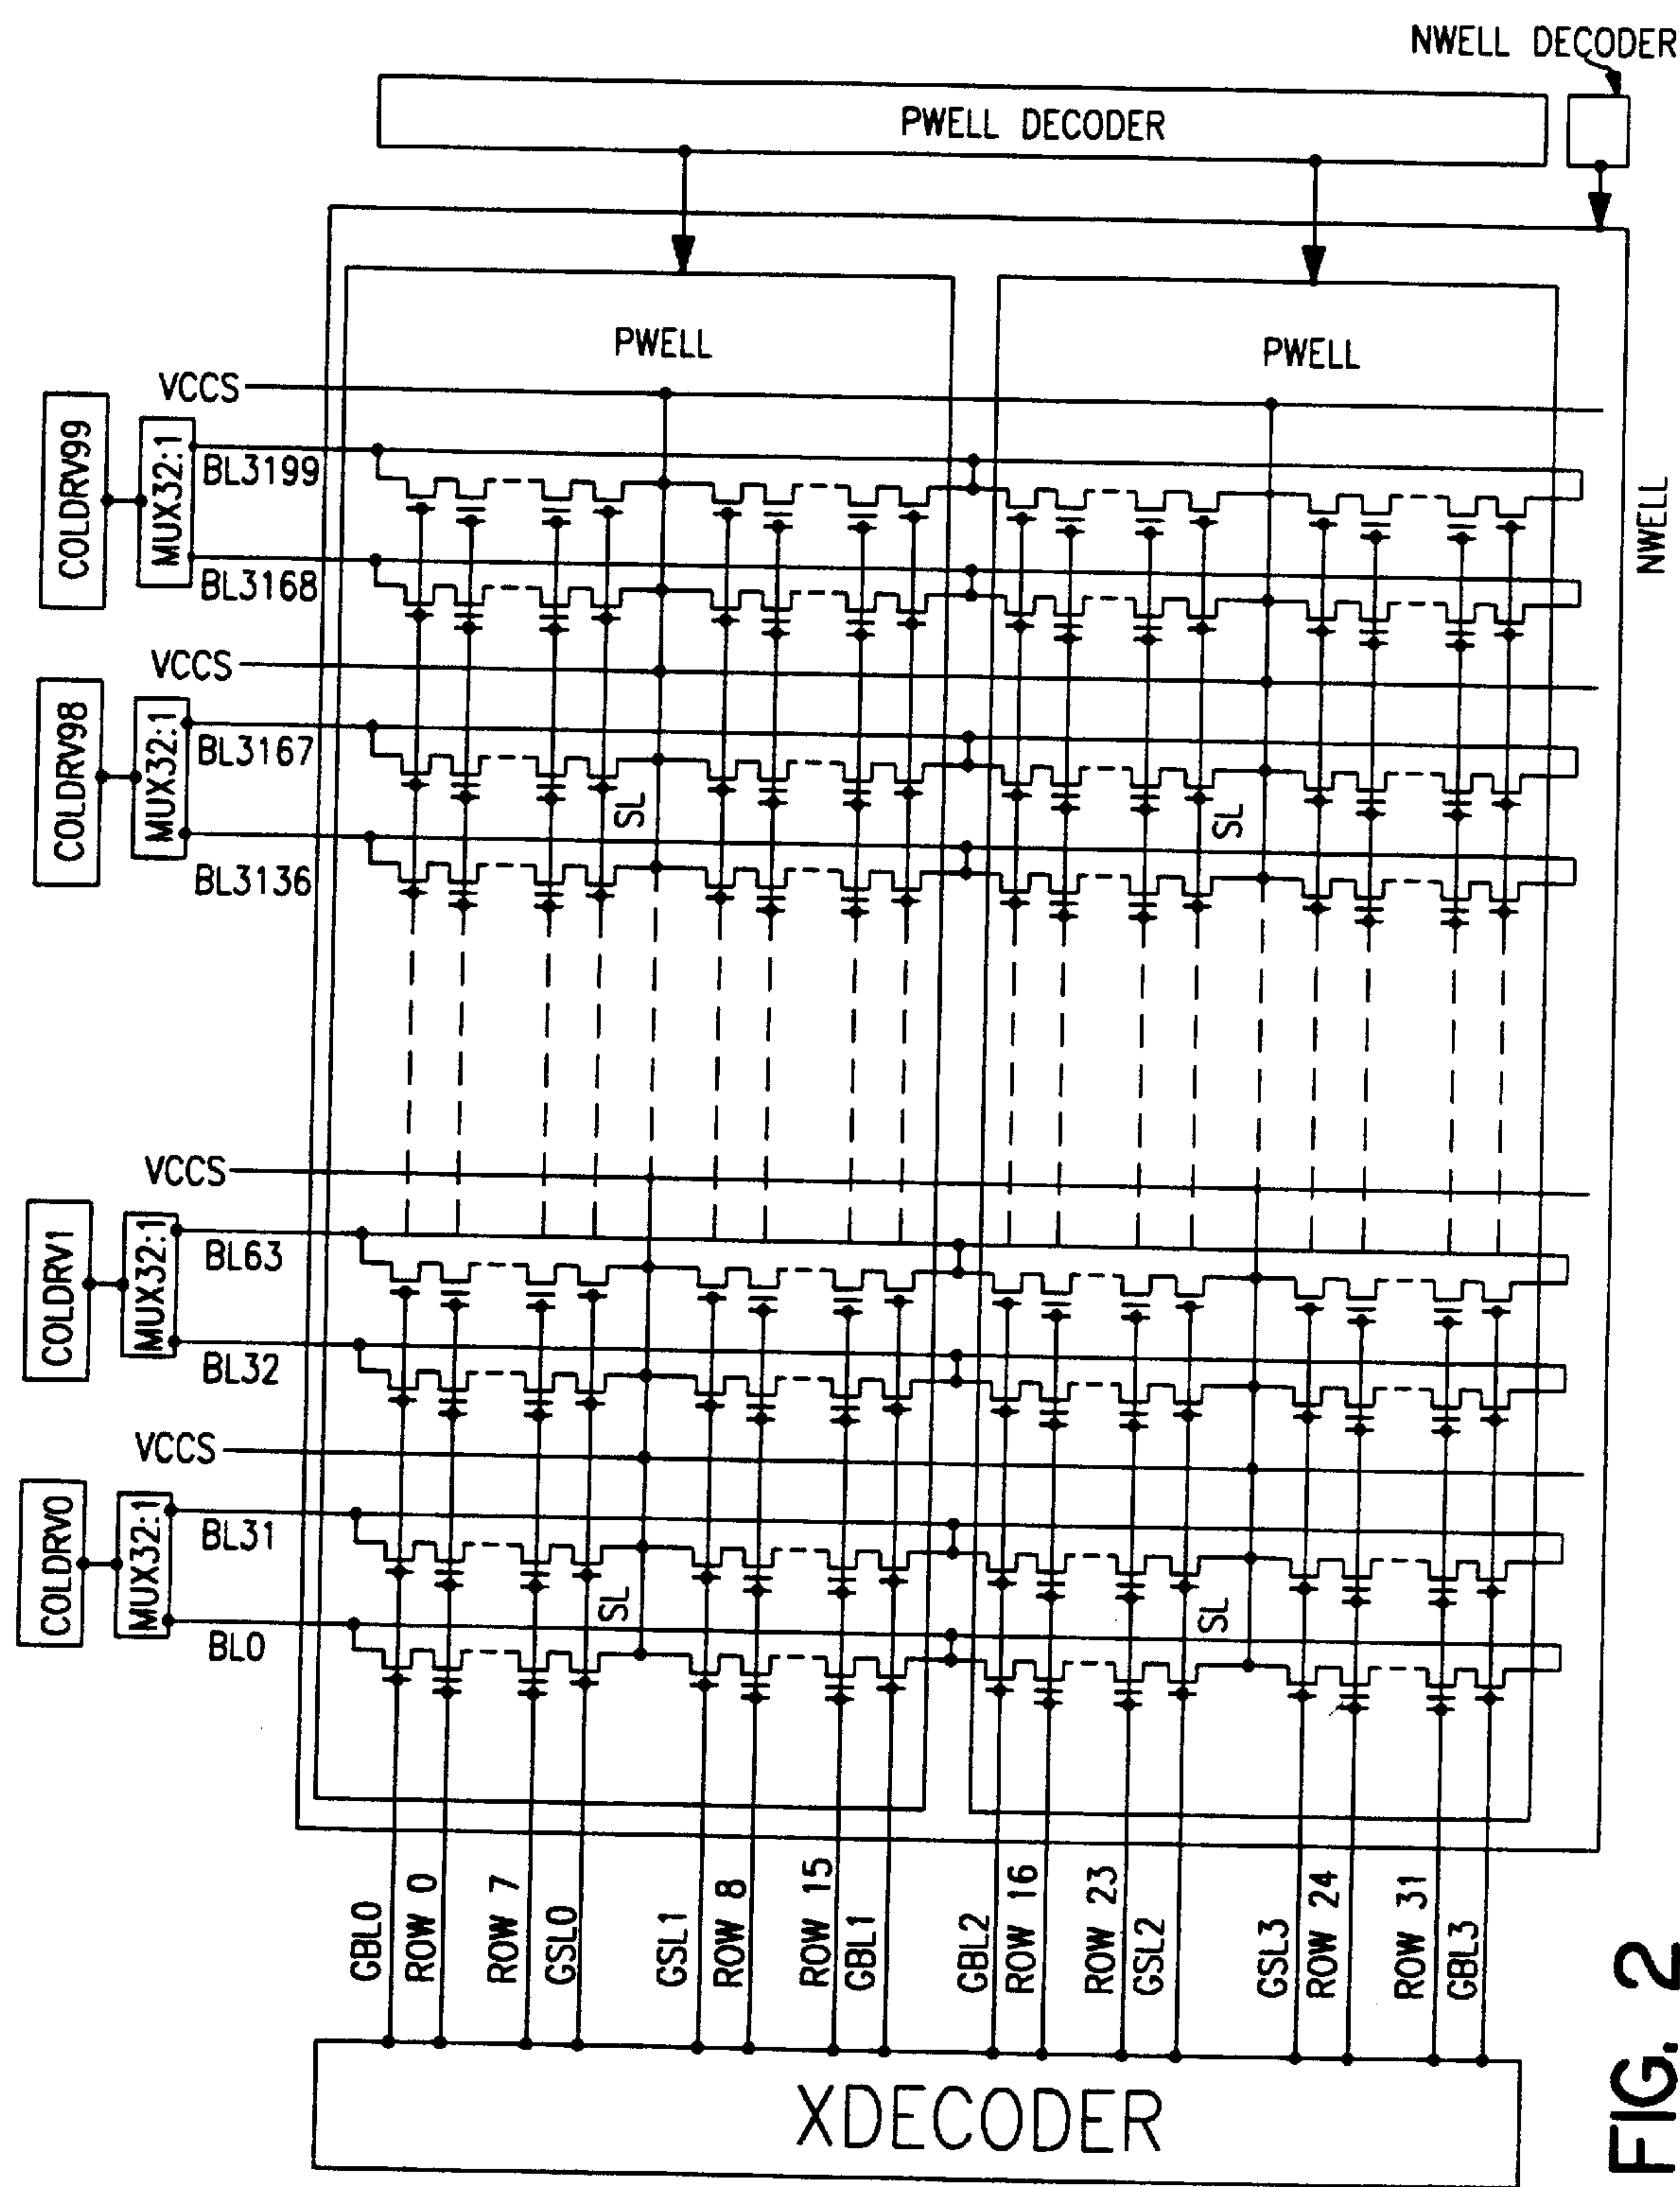 NWELL DECODER
PWELL DECODER
PWELL
PWELL
NWELL
VCCS
COLDRV99
MUX32:1
BL3199
BL3168
VCCS
COLDRV98
MUX32:1
BL3167
SL
SL
BL3136
VCCS
COLDRV1
MUX32:1
BL63
BL32
VCCS
COLDRV0
MUX32:1
BL31
SL
SL
BL0
GBL0
ROW 0
ROW 7
GSL0
GSL1
ROW 8
ROW 15
GBL1
GBL2
ROW 16
ROW 23
GSL2
GSL3
ROW 24
ROW 31
GBL3
XDECODER
FIG. 2